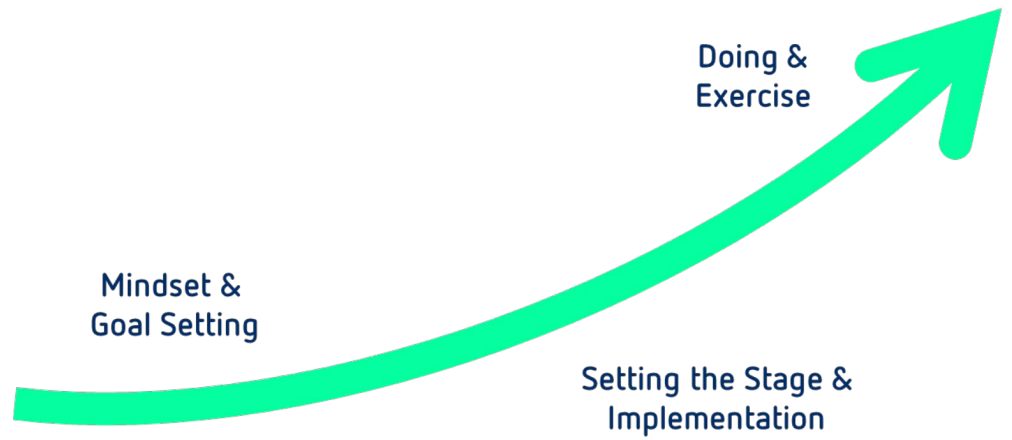 Doing &
Exercise
Mindset &
Goal Setting
Setting the Stage &
Implementation